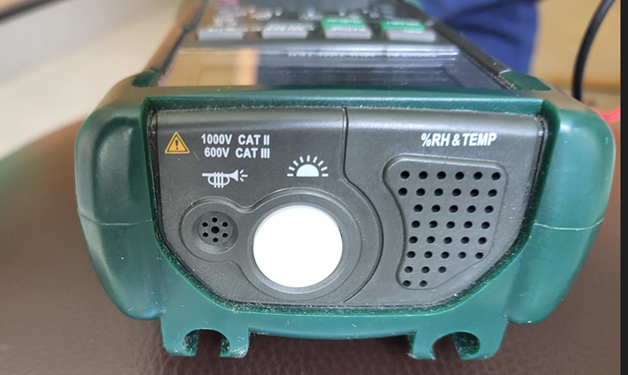 1000V CAT II
600V CAT III
%RH & TEMP